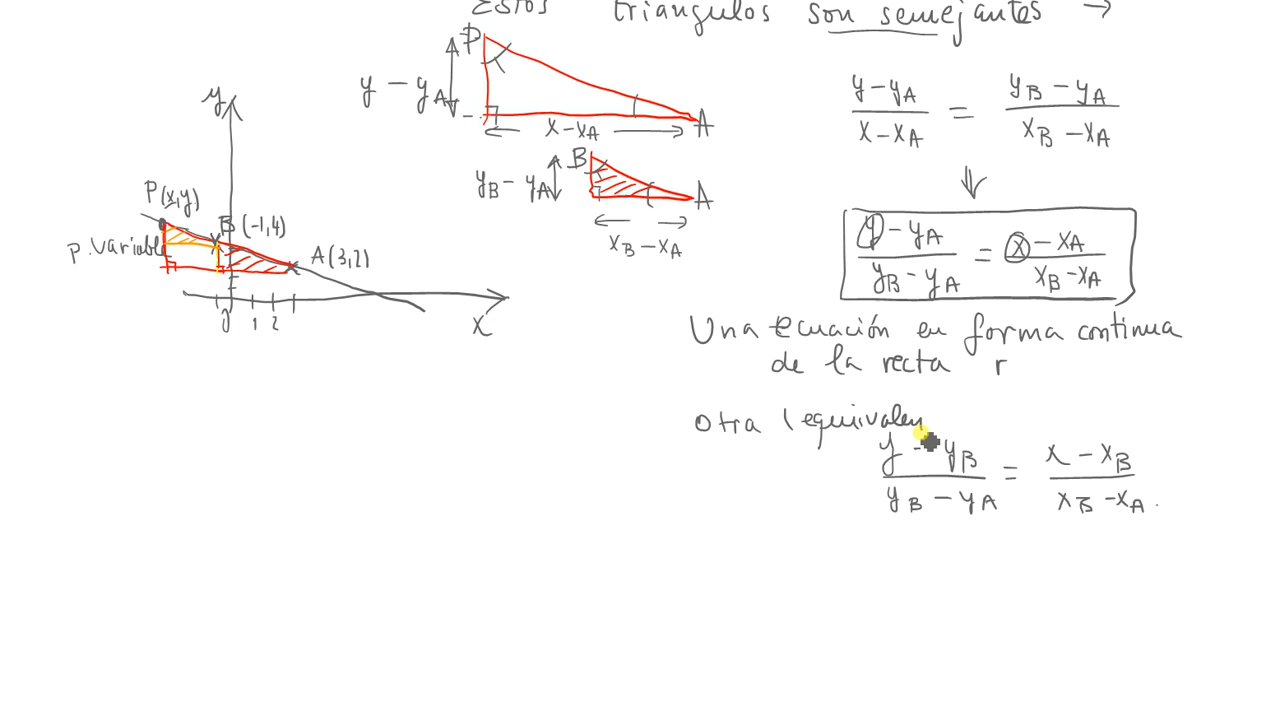 Estos triángulos son semejantes →
P
y - yA
x - xA
A
B
yB - yA
A
xB - xA
y
P(x,y)
B(-1,4)
p. variable
A(3,2)
0 1 2
x
y - yA / x - xA = yB - yA / xB - xA
⇓
y - yA / yB - yA = x - xA / xB - xA
Una ecuación en forma continua
de la recta r
Otra (equivalen
y - yB / yB - yA = x - xB / xB - xA.